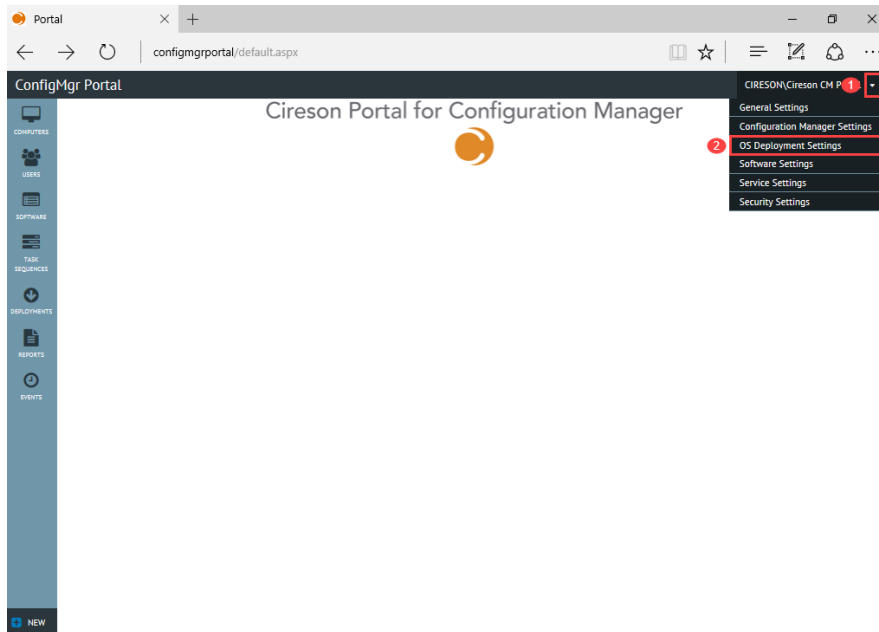 Portal
configmgrportal/default.aspx
ConfigMgr Portal
CIRESON\Cireson CM P
1
Cireson Portal for Configuration Manager
General Settings
Configuration Manager Settings
2
OS Deployment Settings
Software Settings
Service Settings
Security Settings
COMPUTERS
USERS
SOFTWARE
TASK
SEQUENCES
DEPLOYMENTS
REPORTS
EVENTS
NEW